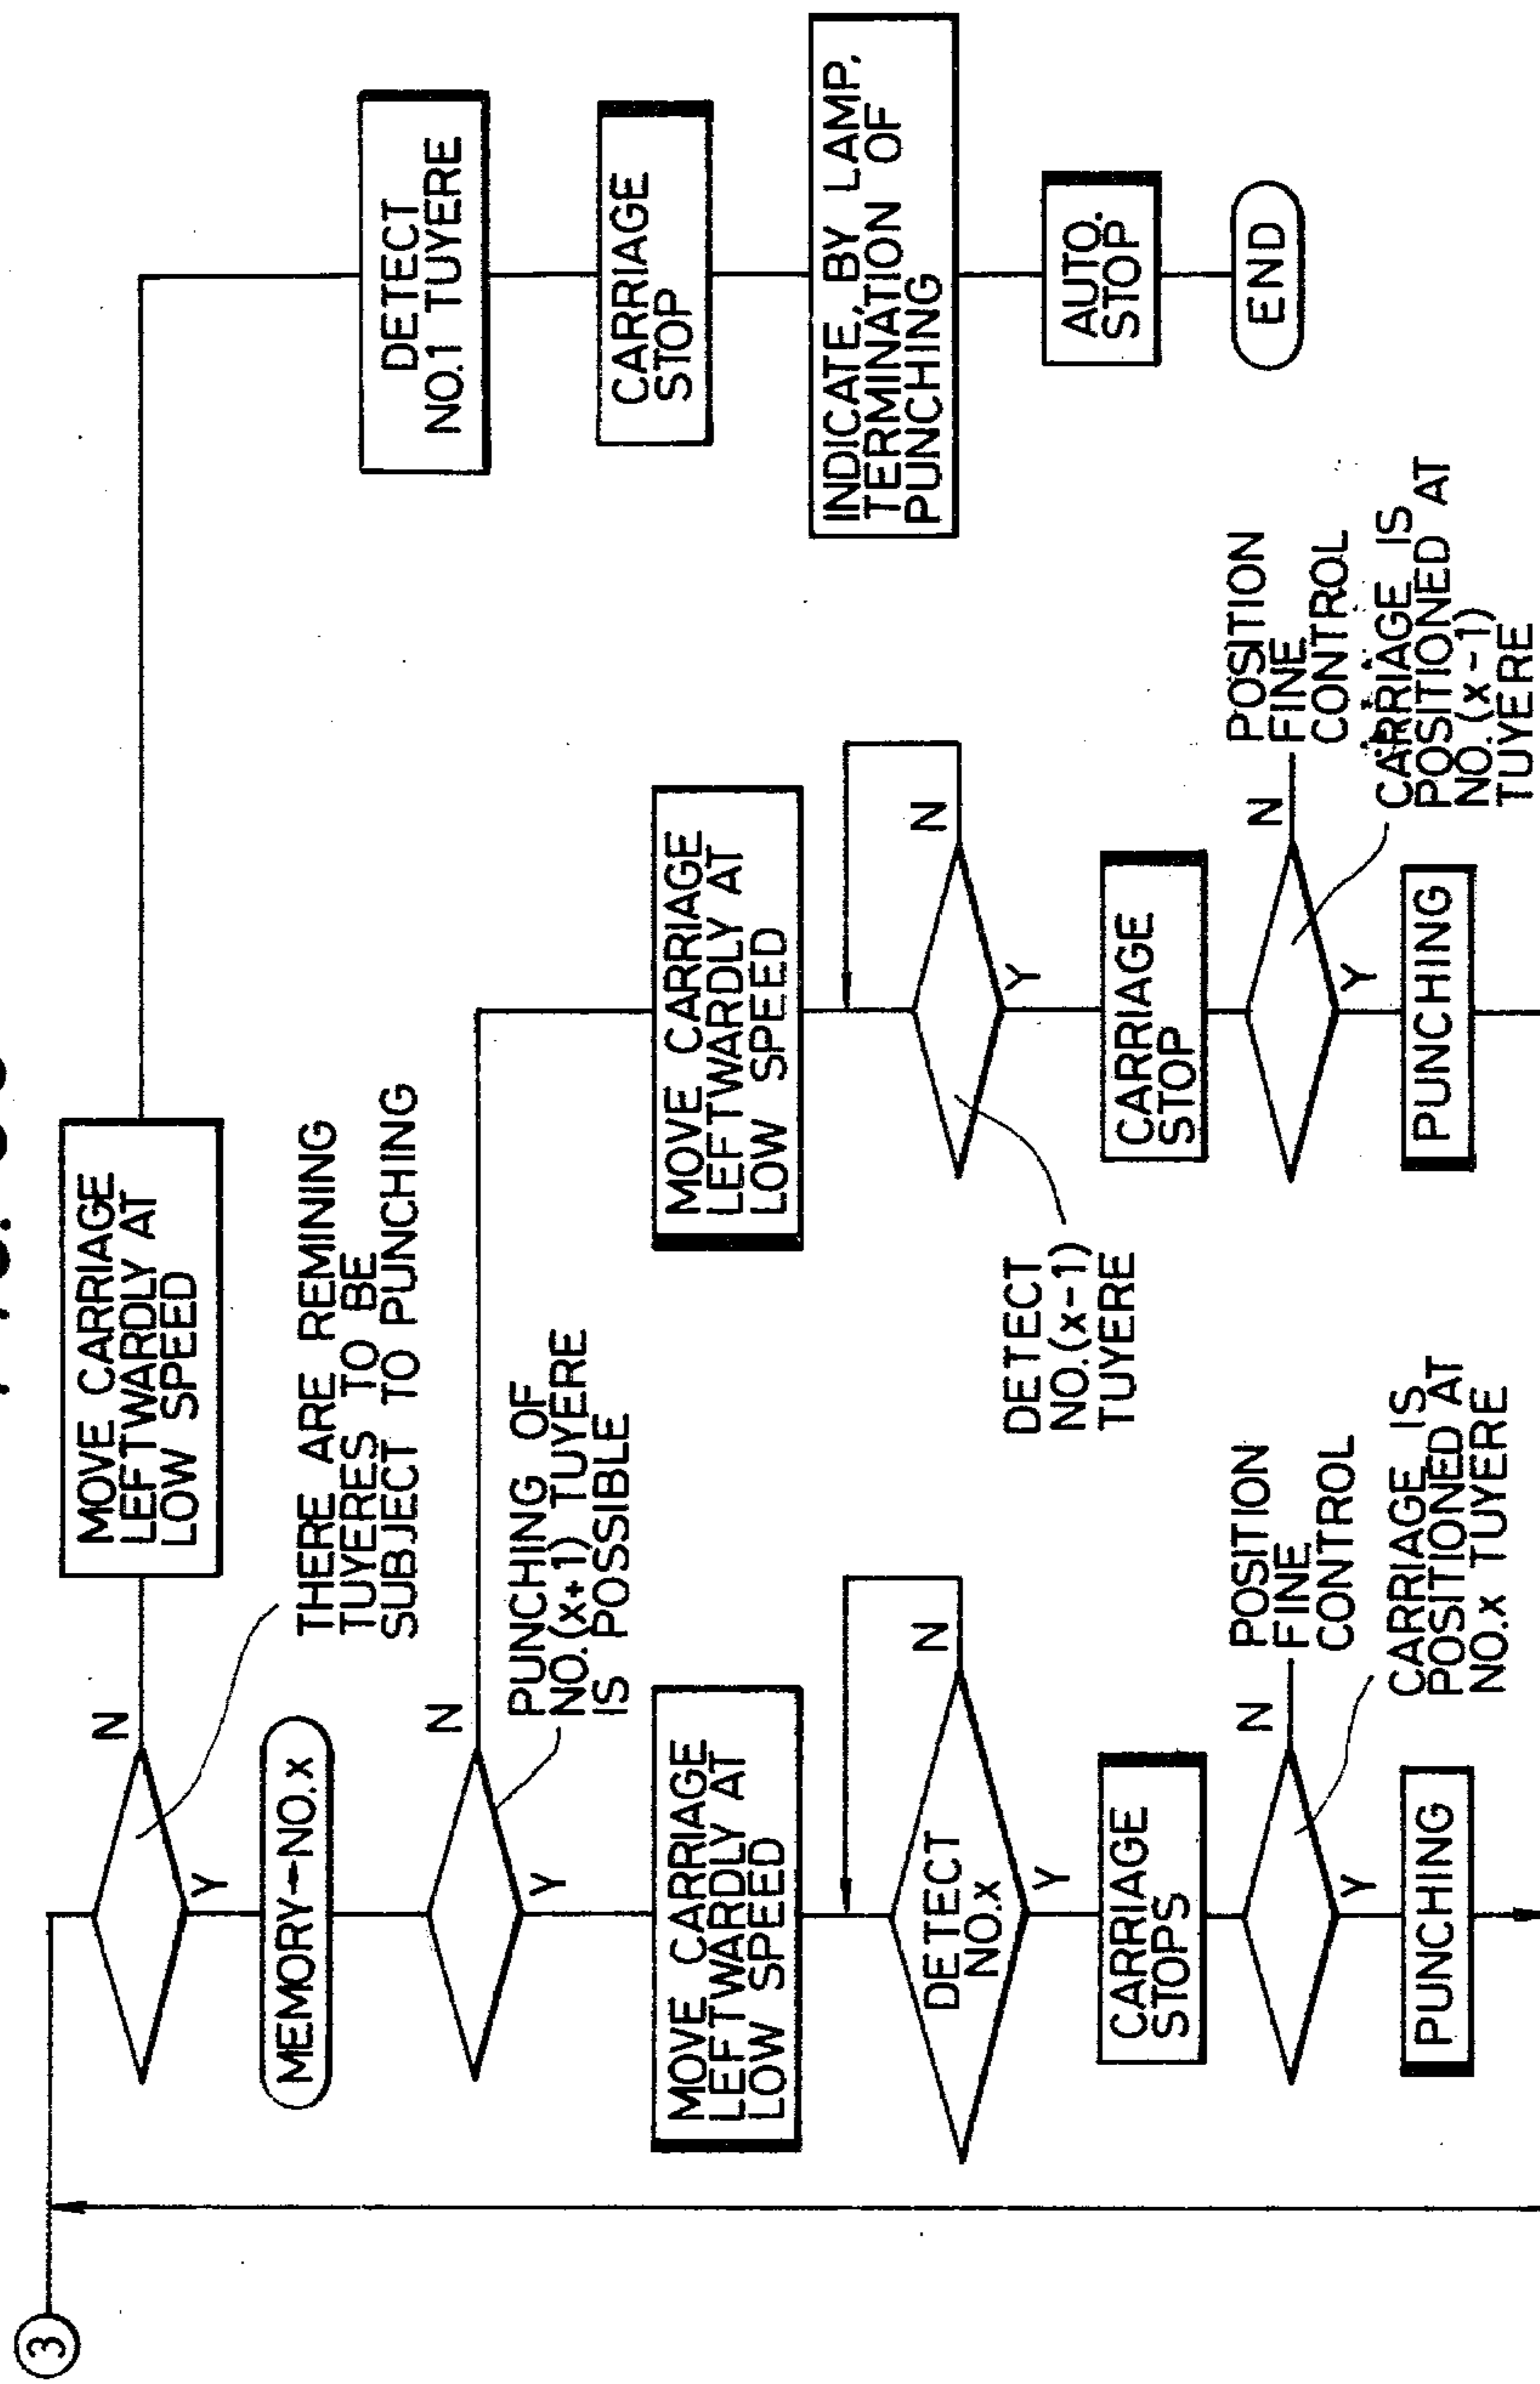 3
N
MOVE CARRIAGE
LEFTWARDLY AT
LOW SPEED
Y
THERE ARE REMINING
TUYERES TO BE
SUBJECT TO PUNCHING
MEMORY-NO.x
N
Y
PUNCHING OF
NO.(x+1) TUYERE
IS POSSIBLE
MOVE CARRIAGE
LEFTWARDLY AT
LOW SPEED
DETECT
NO.x
N
Y
CARRIAGE
STOPS
N
POSITION
FINE
CONTROL
Y
CARRIAGE IS
POSITIONED AT
NO.x TUYERE
PUNCHING
MOVE CARRIAGE
LEFTWARDLY AT
LOW SPEED
N
Y
DETECT
NO.(x-1)
TUYERE
CARRIAGE
STOP
N
POSITION
FINE
CONTROL
Y
CARRIAGE IS
POSITIONED AT
NO.(x-1)
TUYERE
PUNCHING
DETECT
NO.1 TUYERE
CARRIAGE
STOP
INDICATE, BY LAMP,
TERMINATION OF
PUNCHING
AUTO.
STOP
END